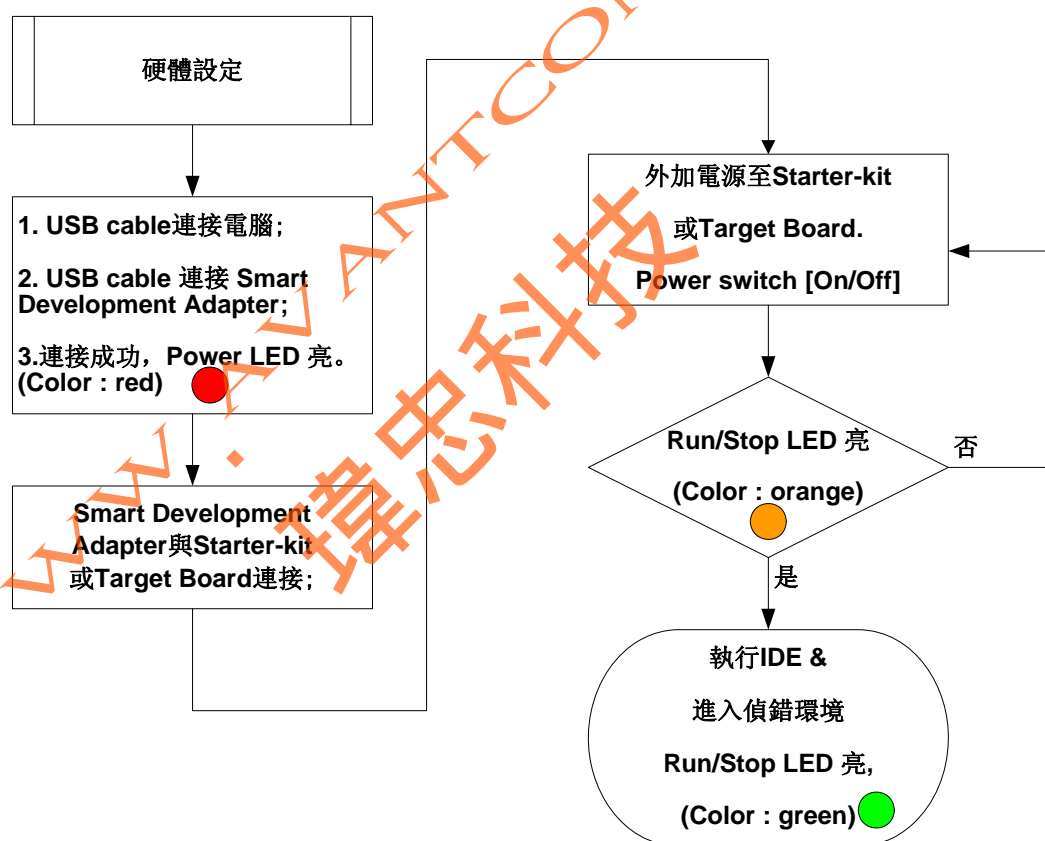 硬體設定
1. USB cable連接電腦;
2. USB cable 連接 Smart
Development Adapter;
3.連接成功，Power LED 亮。
(Color : red)
Smart Development
Adapter與Starter-kit
或Target Board連接;
外加電源至Starter-kit
或Target Board.
Power switch [On/Off]
Run/Stop LED 亮
(Color : orange)
否
是
執行IDE &
進入偵錯環境
Run/Stop LED 亮,
(Color : green)
WW.AVANTCO
瑋忠科技